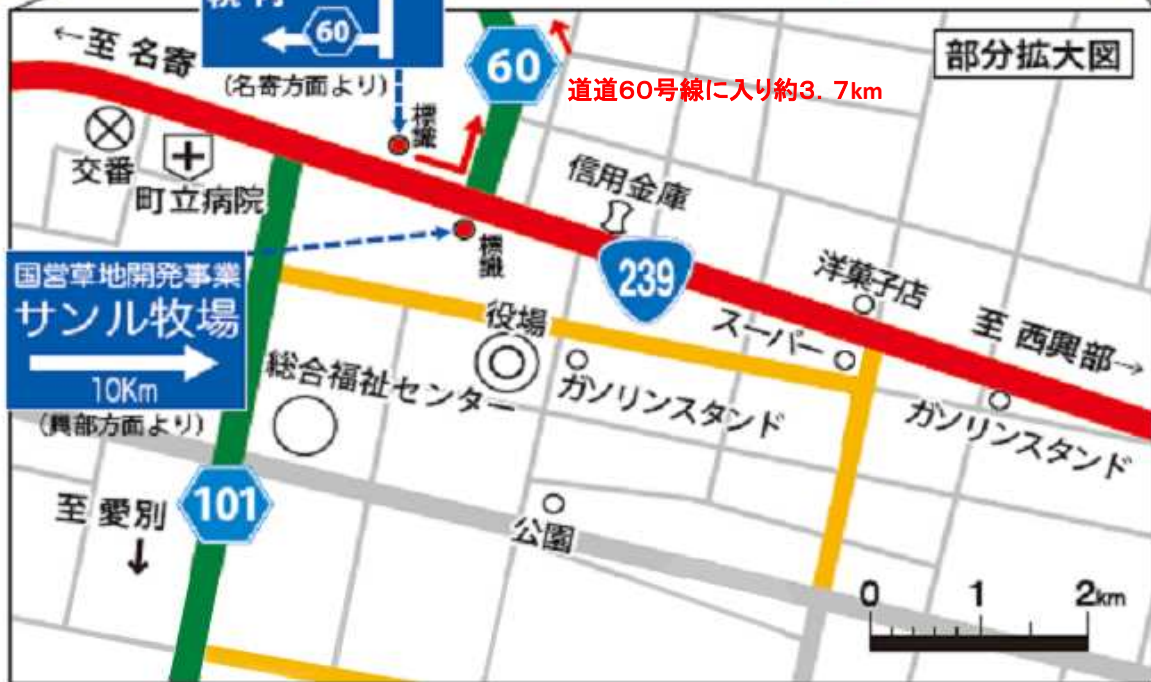 60
(名寄方面より)
←至 名寄
60
部分拡大図
道道60号線に入り約3. 7km
標識
交番
町立病院
信用金庫
標識
239
洋菓子店
至 西興部→
国営草地開発事業
サンル牧場
10Km
(興部方面より)
役場
スーパー
総合福祉センター
ガソリンスタンド
ガソリンスタンド
至 愛別
↓
101
公園
0 1 2km